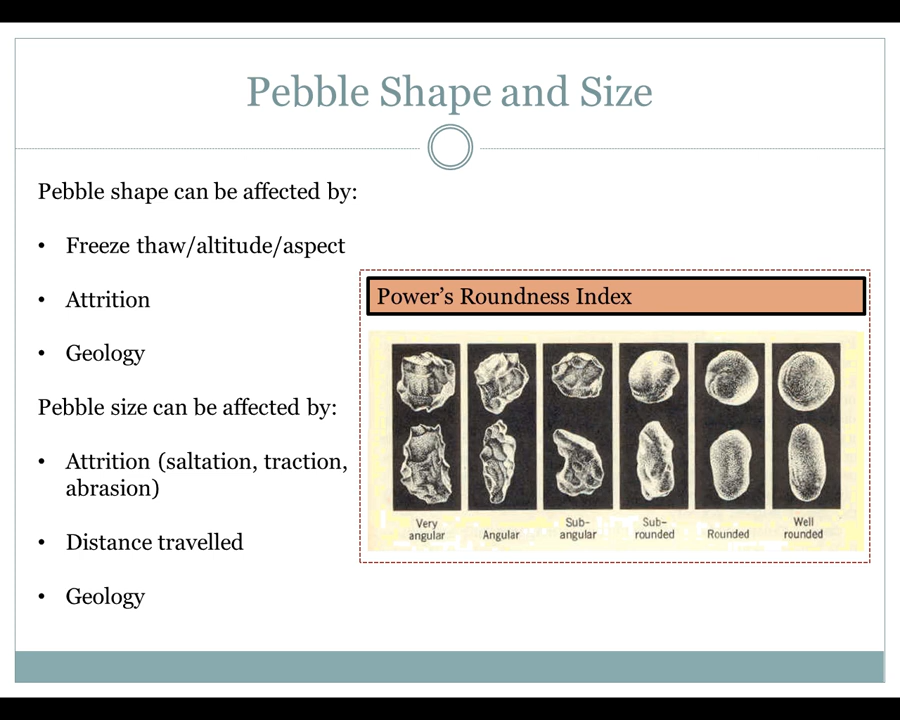 Pebble Shape and Size
Pebble shape can be affected by:
• Freeze thaw/altitude/aspect
• Attrition
• Geology
Pebble size can be affected by:
• Attrition (saltation, traction,
abrasion)
• Distance travelled
• Geology
Power’s Roundness Index
Very
angular
Angular
Sub-
angular
Sub-
rounded
Rounded
Well
rounded